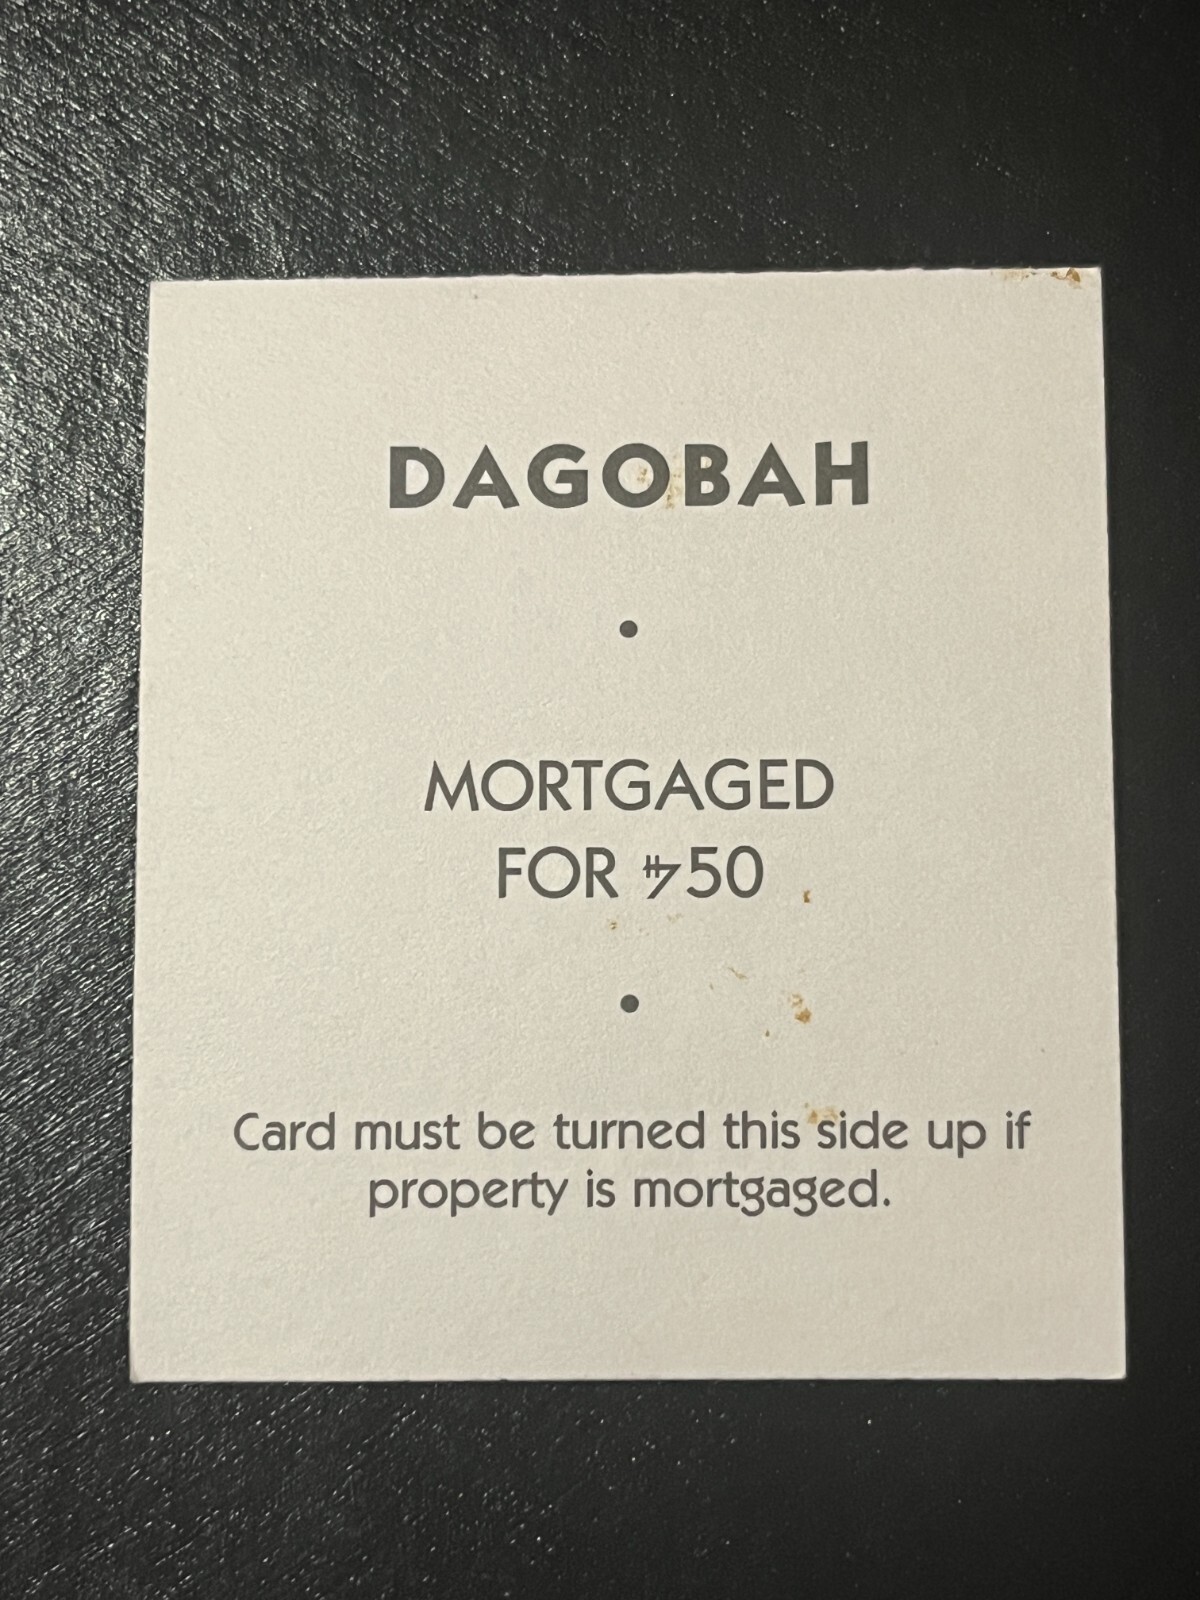 DAGOBAH
•
MORTGAGED
FOR 50
•
Card must be turned this side up if
property is mortgaged.